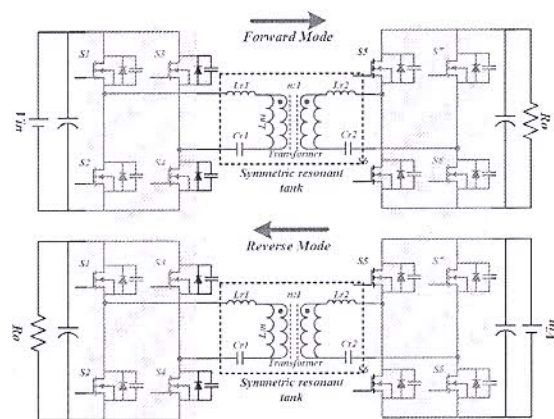 Forward Mode
S1
S3
S5
S7
Lr1
n:1
Lr2
Vin
Lm
Ro
Cr1
Cr2
Transformer
S2
S4
S6
S8
Symmetric resonant
tank
Reverse Mode
S1
S3
S5
S7
Lr1
n:1
Lr2
Ro
Lm
Vin
Cr1
Cr2
Transformer
S2
S4
S6
Symmetric resonant
tank